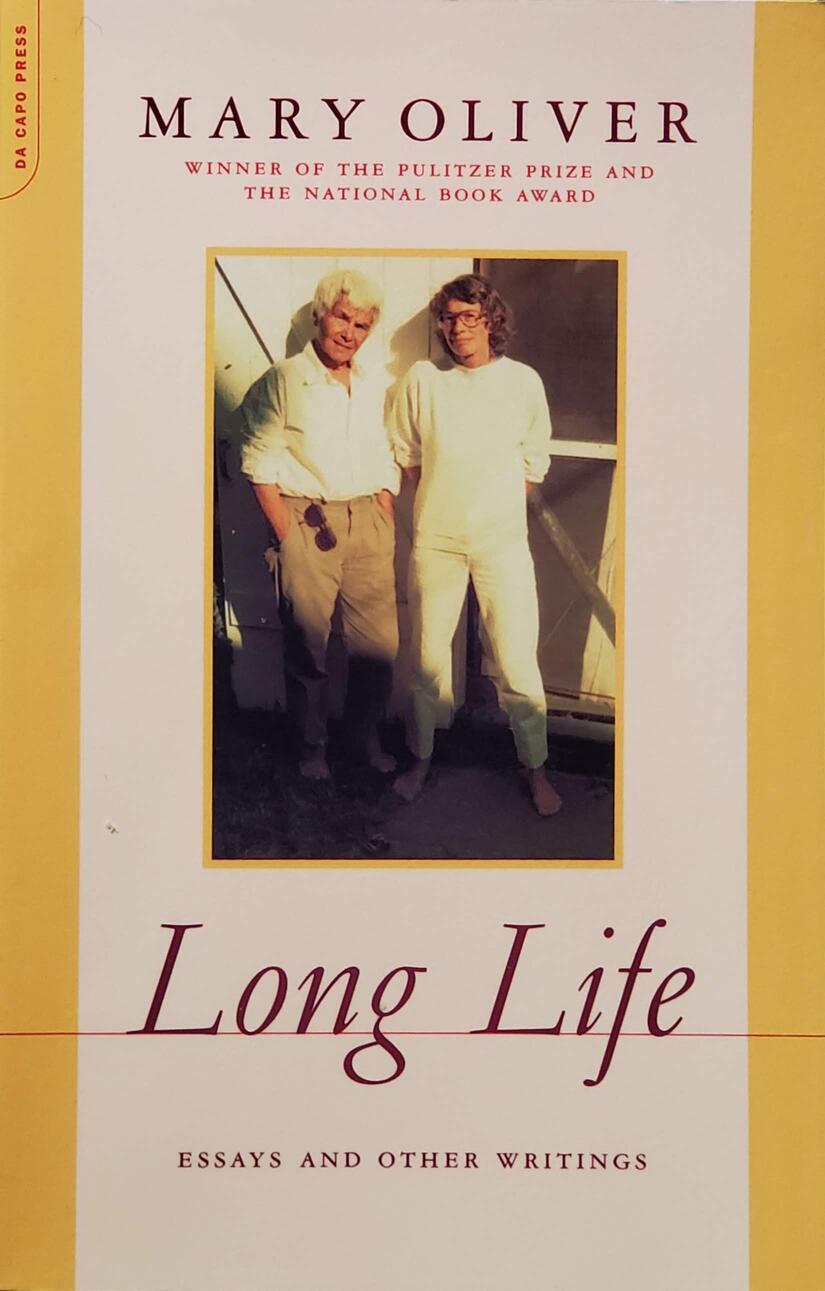 DA CAPO PRESS
MARY OLIVER
WINNER OF THE PULITZER PRIZE AND
THE NATIONAL BOOK AWARD
Long Life
ESSAYS AND OTHER WRITINGS